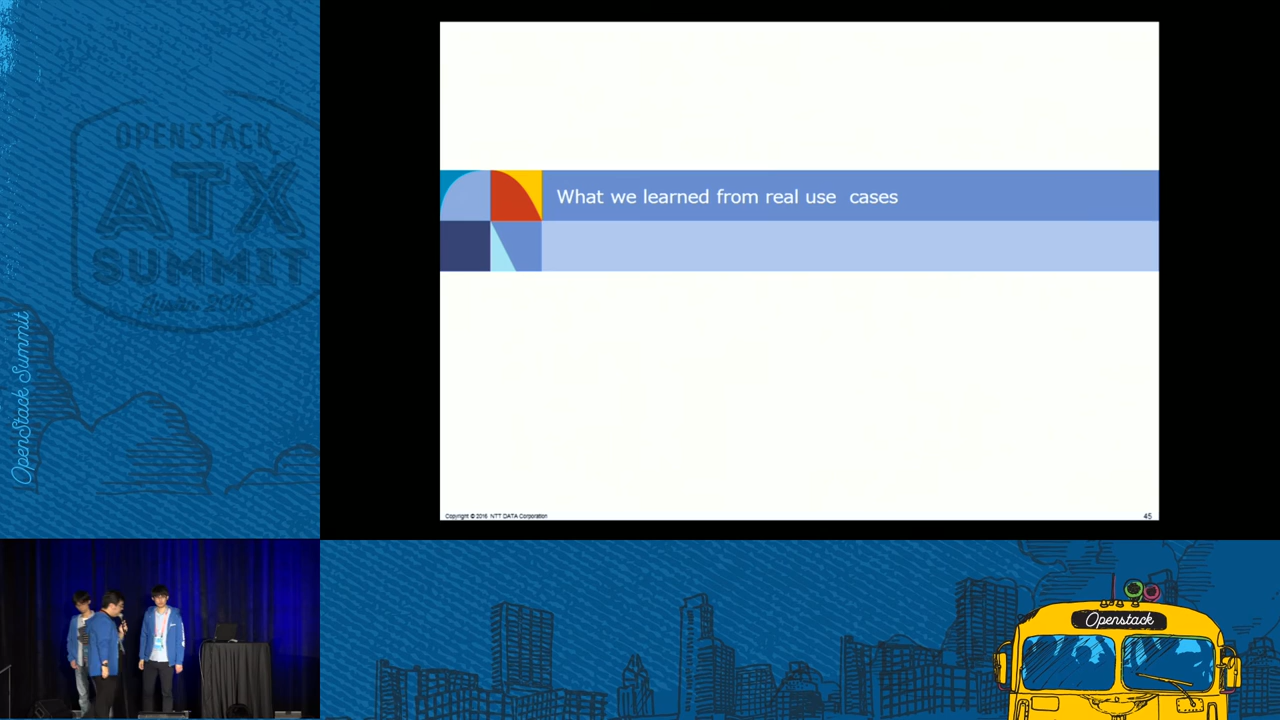 OPENSTACK
ATX
SUMMIT
Austin 2016
OpenStack Summit
What we learned from real use  cases
Copyright © 2016 NTT DATA Corporation
45
Openstack